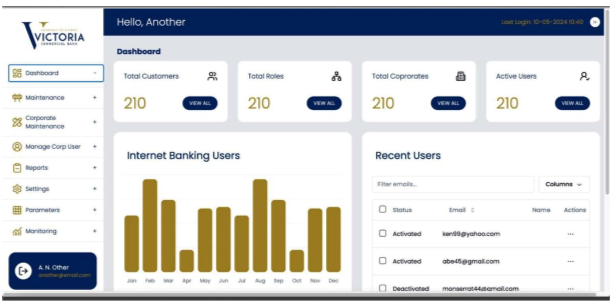 VICTORIA
COMMERCIAL BANK
Hello, Another
Last Login: 10-05-2024 10:40
Dashboard
Dashboard -
Maintenance +
Corporate
Maintenance +
Manage Corp User +
Reports +
Settings +
Parameters +
Monitoring +
A. N. Other
another@email.com
Total Customers
210 VIEW ALL
Total Roles
210 VIEW ALL
Total Coprorates
210 VIEW ALL
Active Users
210 VIEW ALL
Internet Banking Users
Jan Feb Mar Apr May Jun Jul Aug Sep Oct Nov Dec
Recent Users
Filter emails...
Columns
Status Email Name Actions
Activated ken99@yahoo.com ...
Activated abe45@gmail.com ...
Deactivated monserrat44@gmail.com ...